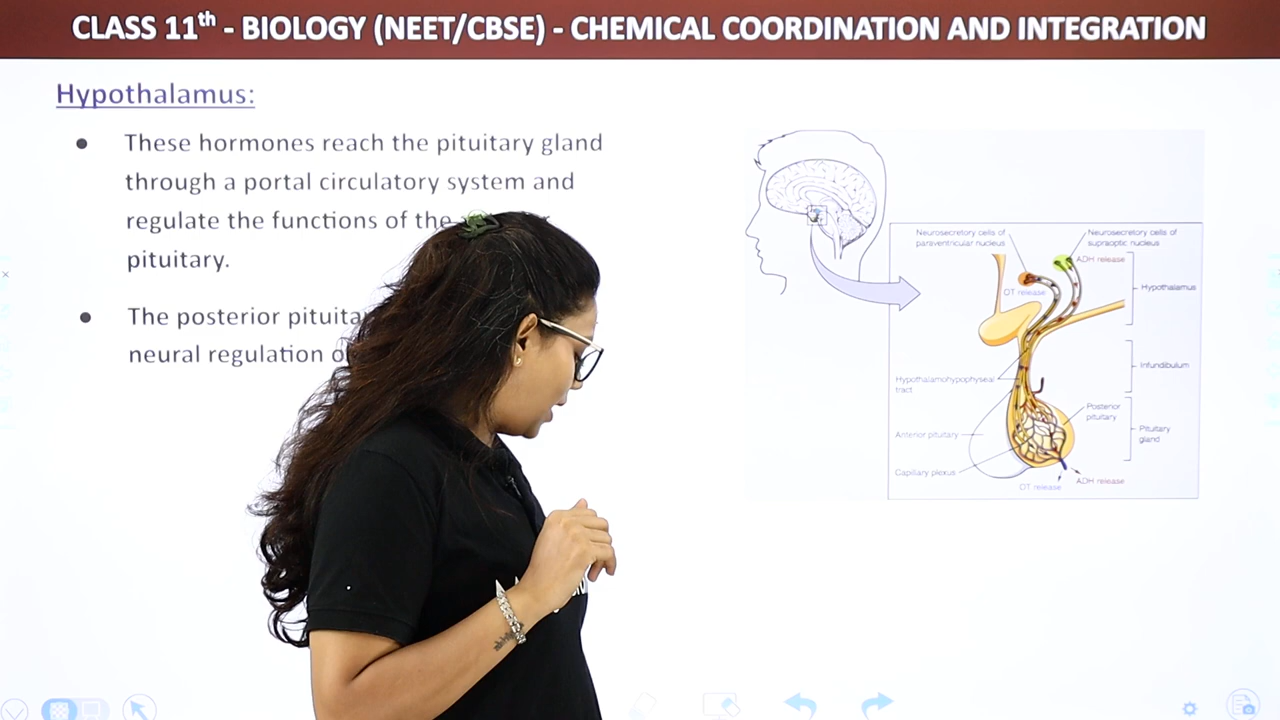 CLASS 11th - BIOLOGY (NEET/CBSE) - CHEMICAL COORDINATION AND INTEGRATION
Hypothalamus:
These hormones reach the pituitary gland
through a portal circulatory system and
regulate the functions of the
pituitary.
The posterior
neural regulation
Neurosecretory cells of
paraventricular nucleus
Neurosecretory cells of
supraoptic nucleus
ADH release
OT release
Hypothalamus
Infundibulum
Hypothalamohypophyseal
tract
Posterior
pituitary
Pituitary
gland
Anterior pituitary
Capillary plexus
OT release
ADH release